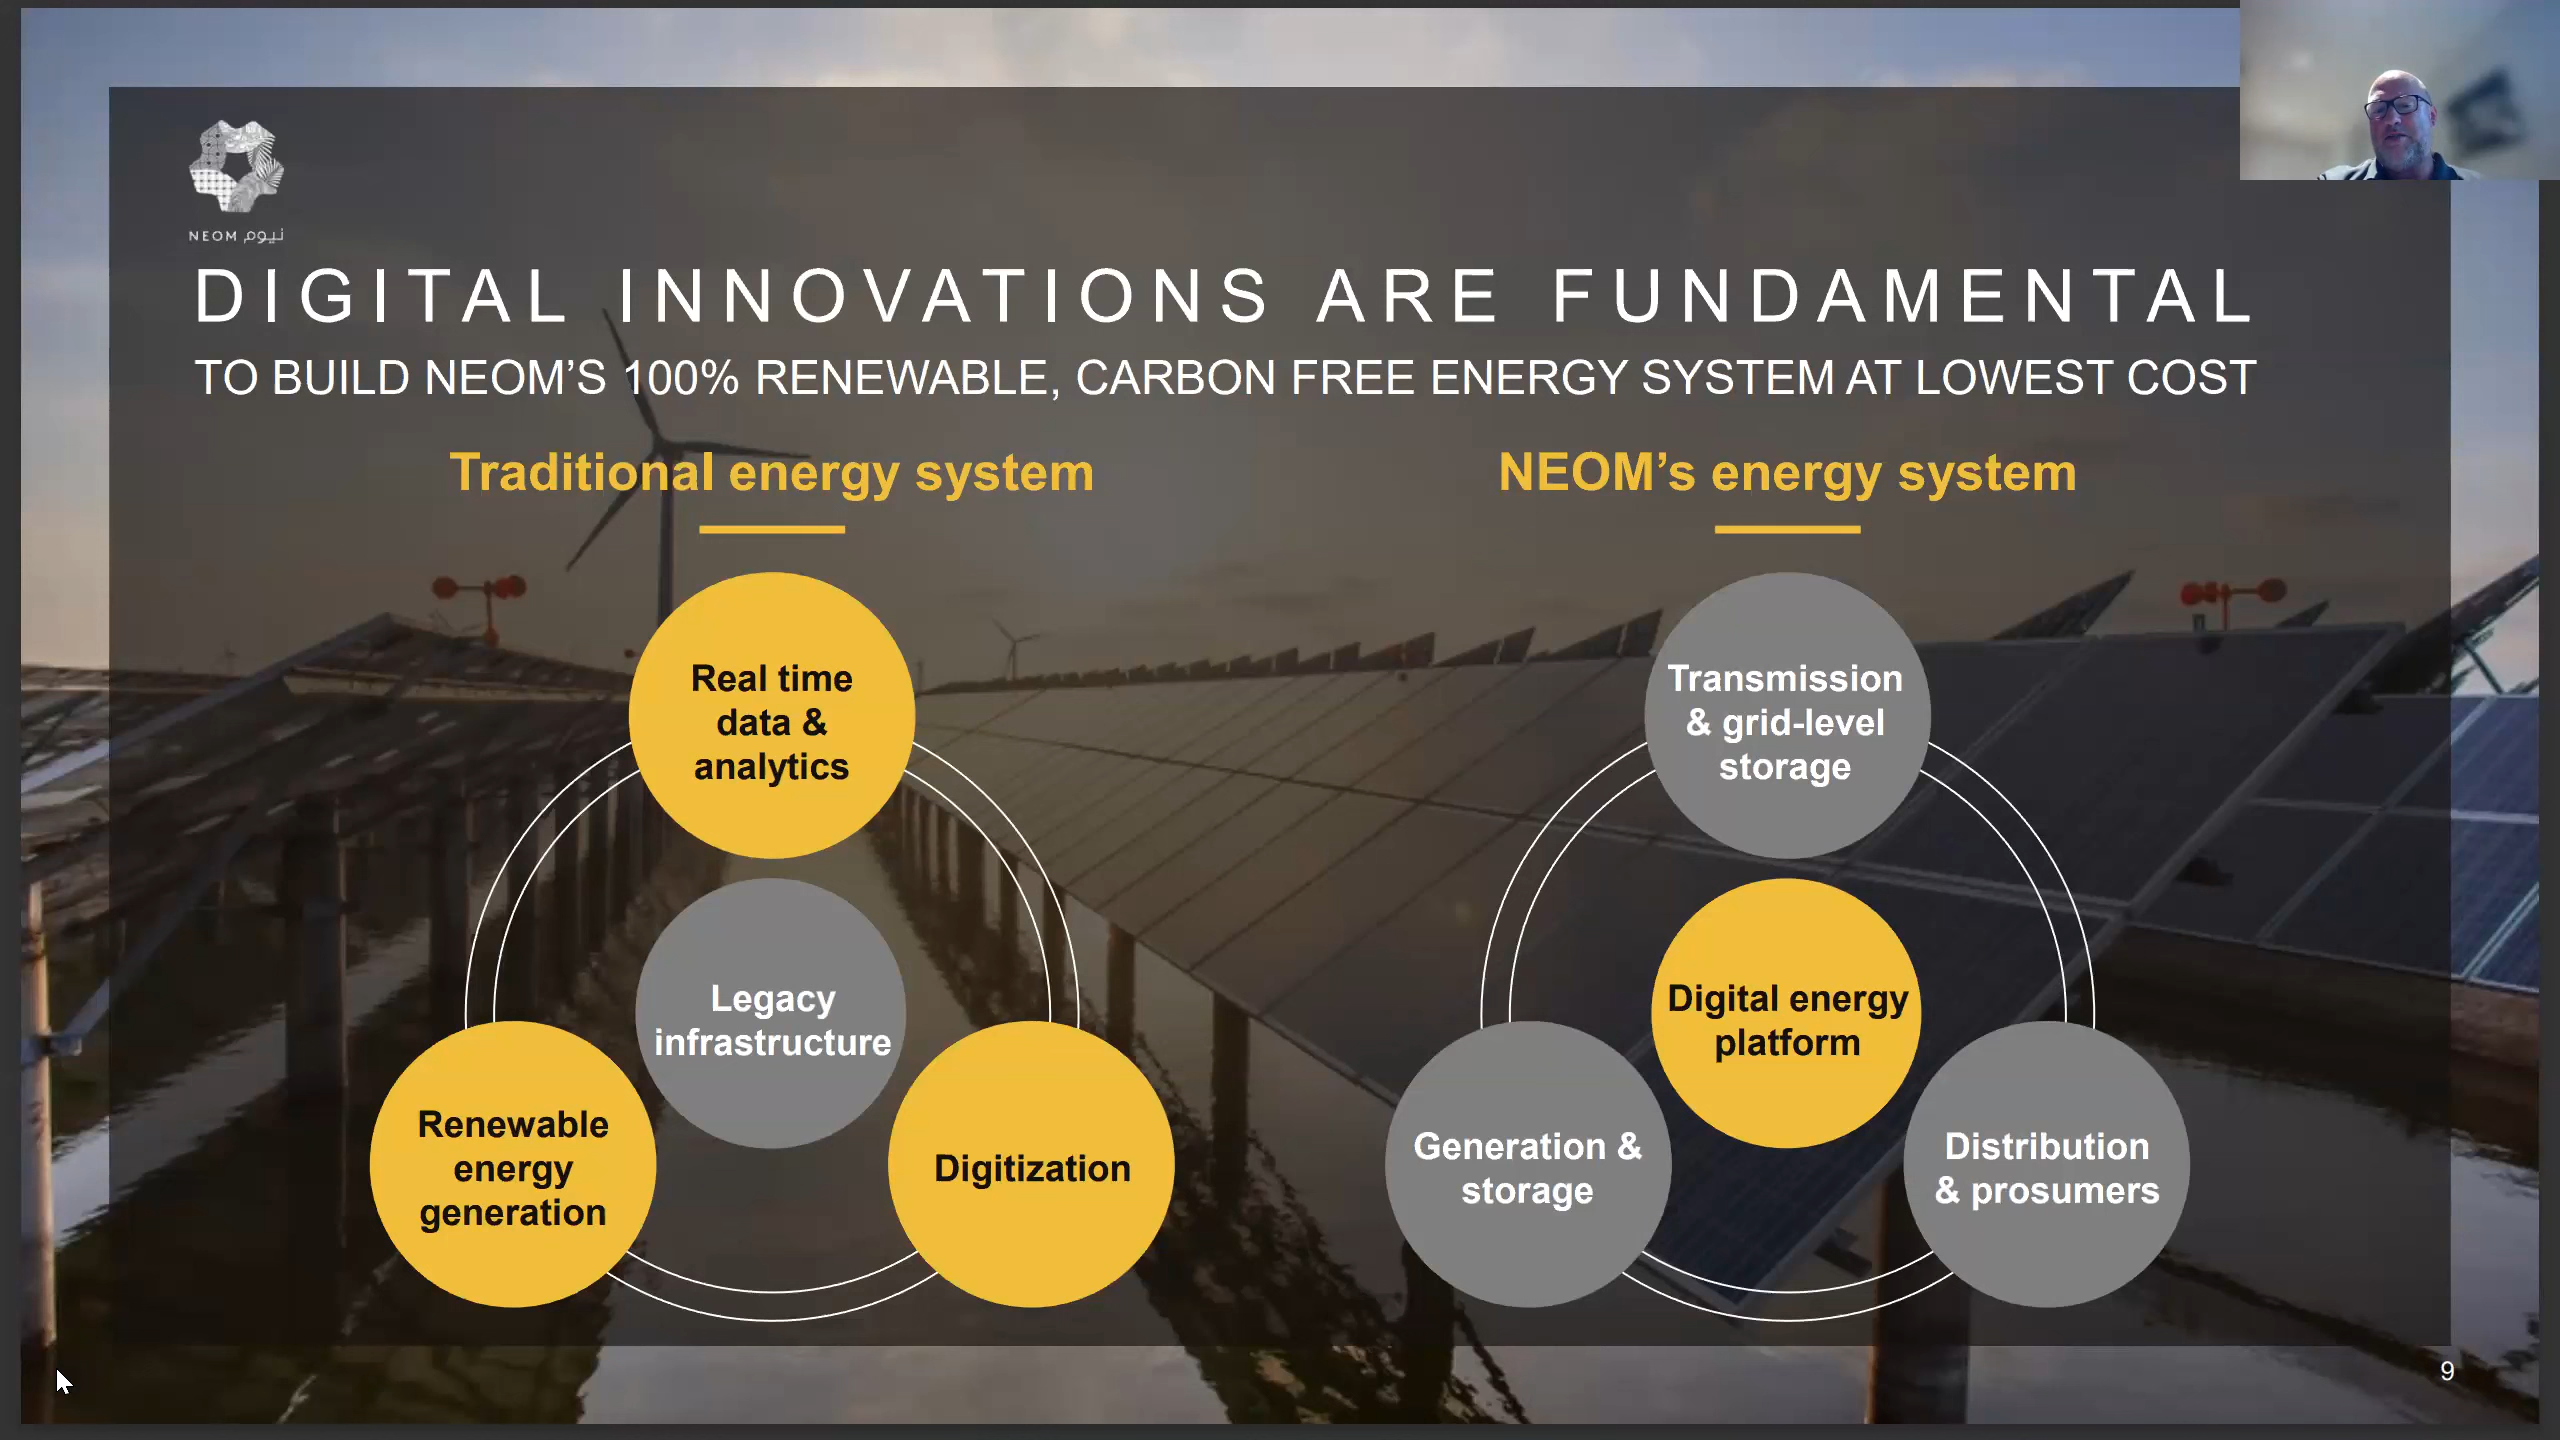 NEOM نيوم
DIGITAL INNOVATIONS ARE FUNDAMENTAL
TO BUILD NEOM’S 100% RENEWABLE, CARBON FREE ENERGY SYSTEM AT LOWEST COST
Traditional energy system
Real time
data &
analytics
Legacy
infrastructure
Renewable
energy
generation
Digitization
NEOM’s energy system
Transmission
& grid-level
storage
Digital energy
platform
Generation &
storage
Distribution
& prosumers
9